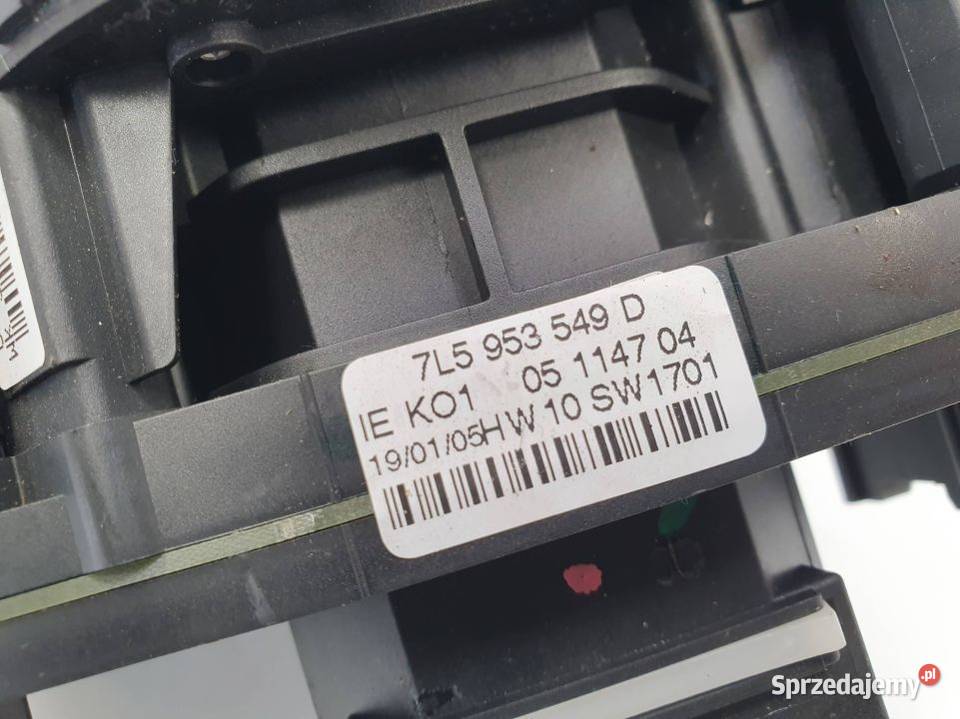 7L5 953 549 D
IE KO1 05 1147 04
19/01/05HW 10 SW1701
Sprzedajemy.pl